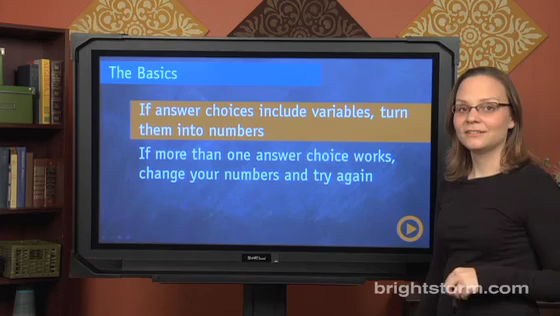 The Basics
If answer choices include variables, turn
them into numbers
If more than one answer choice works,
change your numbers and try again
brightstorm.com